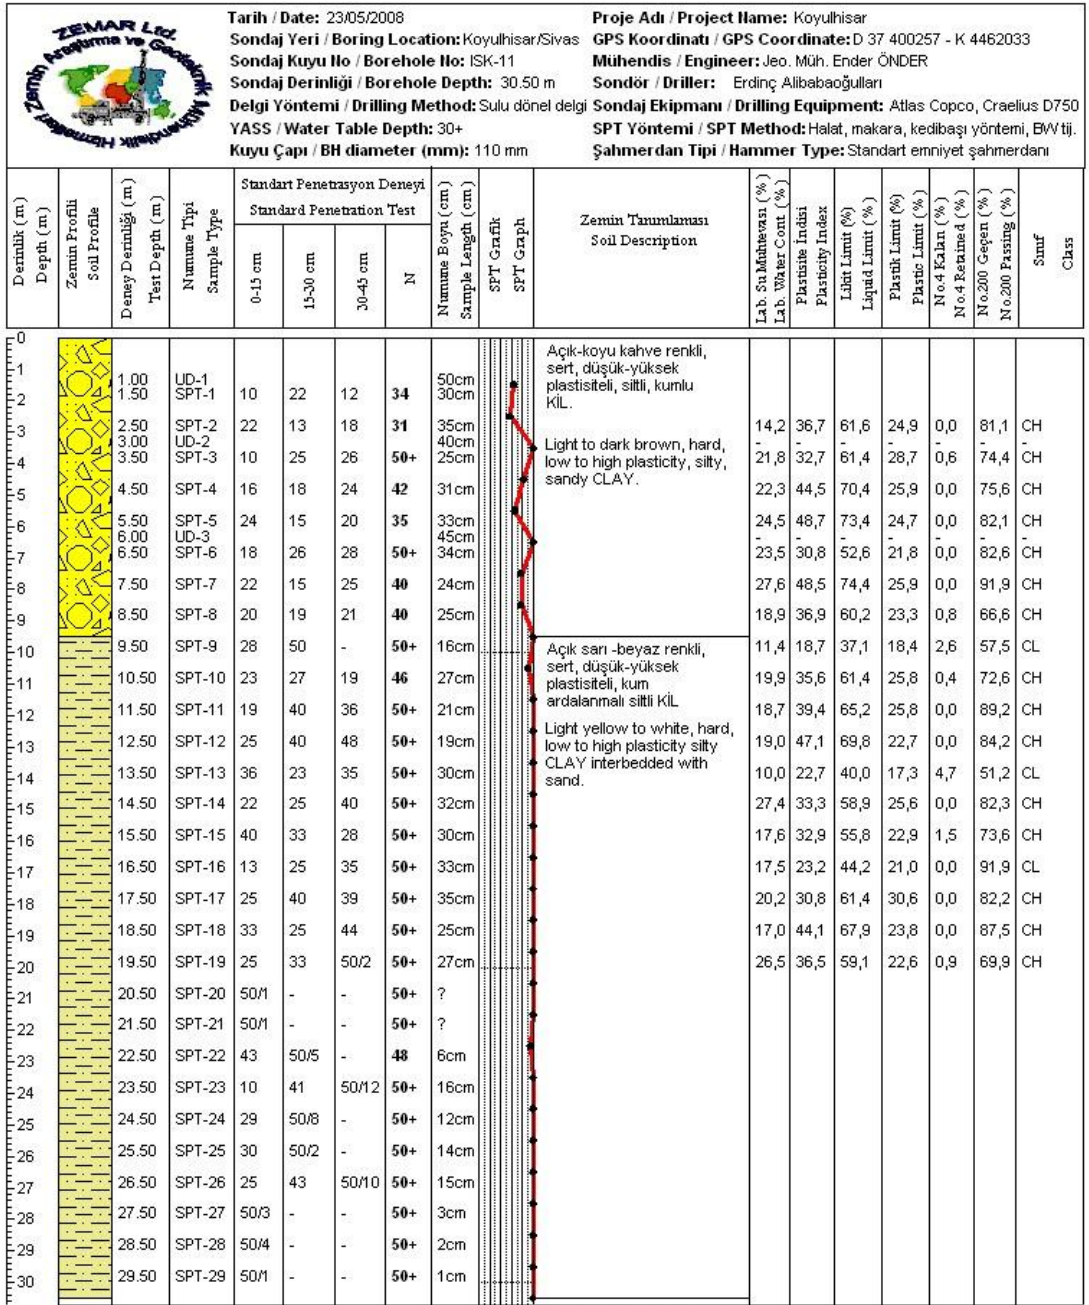 ZEMAR Ltd.
Zemin Araştırma ve Geoteknik Mühendislik Hizmetleri
Tarih / Date: 23/05/2008
Proje Adı / Project Name: Koyulhisar
Sondaj Yeri / Boring Location: Koyulhisar/Sivas
GPS Koordinatı / GPS Coordinate: D 37 400257 - K 4462033
Sondaj Kuyu No / Borehole No: ISK-11
Mühendis / Engineer: Jeo. Müh. Ender ÖNDER
Sondaj Derinliği / Borehole Depth: 30.50 m
Sondör / Driller: Erdinç Alibabaoğulları
Delgi Yöntemi / Drilling Method: Sulu dönel delgi
Sondaj Ekipmanı / Drilling Equipment: Atlas Copco, Craelius D750
YASS / Water Table Depth: 30+
SPT Yöntemi / SPT Method: Halat, makara, kedibaşı yöntemi, BW tij.
Kuyu Çapı / BH diameter (mm): 110 mm
Şahmerdan Tipi / Hammer Type: Standart emniyet şahmerdanı
Derinlik ( m )
Depth ( m )
Zemin Profili
Soil Profile
Deney Derinliği ( m )
Test Depth ( m )
Numune Tipi
Sample Type
Standart Penetrasyon Deneyi
Standard Penetration Test
0-15 cm
15-30 cm
30-45 cm
N
Numune Boyu ( cm )
Sample Length ( cm )
SPT Grafik
SPT Graph
Zemin Tanımlaması
Soil Description
Lab. Su Muhtevası ( % )
Lab. Water Cont. ( % )
Plastisite İndisi
Plasticity Index
Likit Limit (%)
Liquid Limit ( % )
Plastik Limit (%)
Plastic Limit ( % )
No.4 Kalan ( % )
No.4 Retained ( % )
No.200 Geçen ( % )
No.200 Passing ( % )
Sınıf
Class
0
2
3
4
5
6
7
8
9
10
11
12
13
14
15
16
17
18
19
20
21
22
23
24
25
26
27
28
29
30
Açık-koyu kahve renkli,
sert, düşük-yüksek
plastisiteli, siltli, kumlu
KİL.
Light to dark brown, hard,
low to high plasticity, silty,
sandy CLAY.
Açık sarı -beyaz renkli,
sert, düşük-yüksek
plastisiteli, kum
ardalanmalı siltli KİL
Light yellow to white, hard,
low to high plasticity silty
CLAY interbedded with
sand.
1.00 UD-1 50cm
1.50 SPT-1 10 22 12 34 30cm
2.50 SPT-2 22 13 18 31 35cm 14,2 36,7 61,6 24,9 0,0 81,1 CH
3.00 UD-2 40cm - - - - - - -
3.50 SPT-3 10 25 26 50+ 25cm 21,8 32,7 61,4 28,7 0,6 74,4 CH
4.50 SPT-4 16 18 24 42 31cm 22,3 44,5 70,4 25,9 0,0 75,6 CH
5.50 SPT-5 24 15 20 35 33cm 24,5 48,7 73,4 24,7 0,0 82,1 CH
6.00 UD-3 45cm - - - - - - -
6.50 SPT-6 18 26 28 50+ 34cm 23,5 30,8 52,6 21,8 0,0 82,6 CH
7.50 SPT-7 22 15 25 40 24cm 27,6 48,5 74,4 25,9 0,0 91,9 CH
8.50 SPT-8 20 19 21 40 25cm 18,9 36,9 60,2 23,3 0,8 66,6 CH
9.50 SPT-9 28 50 - 50+ 16cm 11,4 18,7 37,1 18,4 2,6 57,5 CL
10.50 SPT-10 23 27 19 46 27cm 19,9 35,6 61,4 25,8 0,4 72,6 CH
11.50 SPT-11 19 40 36 50+ 21cm 18,7 39,4 65,2 25,8 0,0 89,2 CH
12.50 SPT-12 25 40 48 50+ 19cm 19,0 47,1 69,8 22,7 0,0 84,2 CH
13.50 SPT-13 36 23 35 50+ 30cm 10,0 22,7 40,0 17,3 4,7 51,2 CL
14.50 SPT-14 22 25 40 50+ 32cm 27,4 33,3 58,9 25,6 0,0 82,3 CH
15.50 SPT-15 40 33 28 50+ 30cm 17,6 32,9 55,8 22,9 1,5 73,6 CH
16.50 SPT-16 13 25 35 50+ 33cm 17,5 23,2 44,2 21,0 0,0 91,9 CL
17.50 SPT-17 25 40 39 50+ 35cm 20,2 30,8 61,4 30,6 0,0 82,2 CH
18.50 SPT-18 33 25 44 50+ 25cm 17,0 44,1 67,9 23,8 0,0 87,5 CH
19.50 SPT-19 25 33 50/2 50+ 27cm 26,5 36,5 59,1 22,6 0,9 69,9 CH
20.50 SPT-20 50/1 - - 50+ ?
21.50 SPT-21 50/1 - - 50+ ?
22.50 SPT-22 43 50/5 - 48 6cm
23.50 SPT-23 10 41 50/12 50+ 16cm
24.50 SPT-24 29 50/8 - 50+ 12cm
25.50 SPT-25 30 50/2 - 50+ 14cm
26.50 SPT-26 25 43 50/10 50+ 15cm
27.50 SPT-27 50/3 - - 50+ 3cm
28.50 SPT-28 50/4 - - 50+ 2cm
29.50 SPT-29 50/1 - - 50+ 1cm